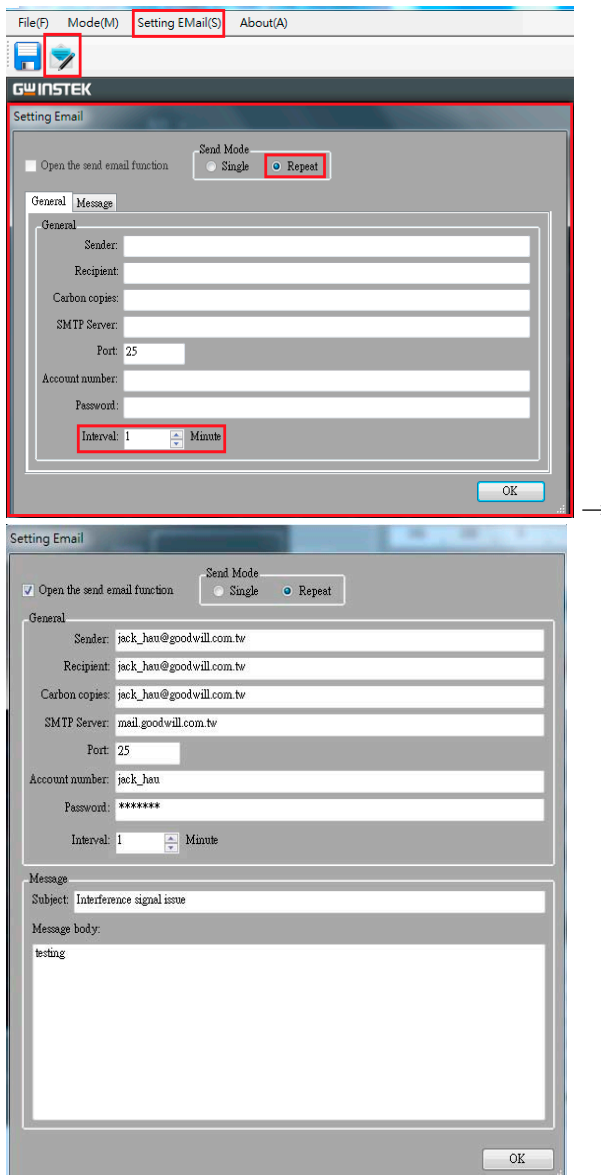 File(F) Mode(M) Setting EMail(S) About(A)
GWINSTEK
Setting Email
Send Mode
Open the send email function Single Repeat
General Message
General
Sender:
Recipient:
Carbon copies:
SMTP Server:
Port: 25
Account number:
Password:
Interval: 1 Minute
OK
Setting Email
Send Mode
Open the send email function Single Repeat
General
Sender: jack_hau@goodwill.com.tw
Recipient: jack_hau@goodwill.com.tw
Carbon copies: jack_hau@goodwill.com.tw
SMTP Server: mail.goodwill.com.tw
Port: 25
Account number: jack_hau
Password: *******
Interval: 1 Minute
Message
Subject: Interference signal issue
Message body:
testing
OK